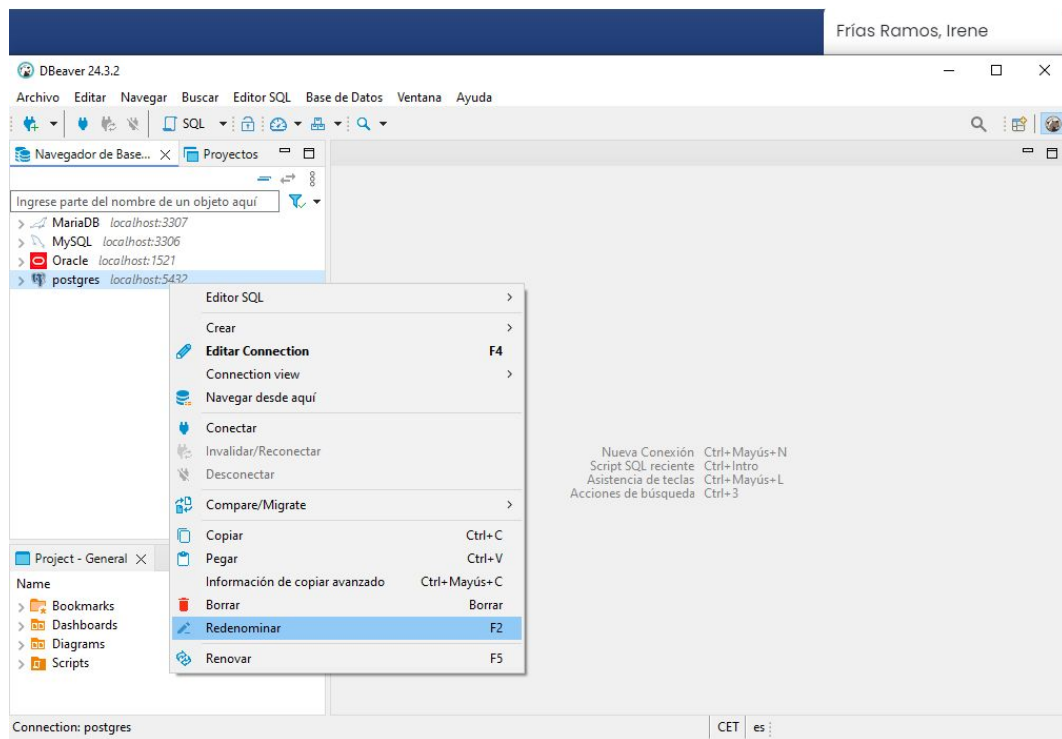 Frías Ramos, Irene
DBeaver 24.3.2
Archivo Editar Navegar Buscar Editor SQL Base de Datos Ventana Ayuda
SQL
Navegador de Base... Proyectos
Ingrese parte del nombre de un objeto aquí
MariaDB localhost:3307
MySQL localhost:3306
Oracle localhost:1521
postgres localhost:5432
Editor SQL
Crear
Editar Connection F4
Connection view
Navegar desde aquí
Conectar
Invalidar/Reconectar
Desconectar
Compare/Migrate
Copiar Ctrl+C
Pegar Ctrl+V
Información de copiar avanzado Ctrl+Mayús+C
Borrar Borrar
Redenominar F2
Renovar F5
Nueva Conexión Ctrl+Mayús+N
Script SQL reciente Ctrl+Intro
Asistencia de teclas Ctrl+Mayús+L
Acciones de búsqueda Ctrl+3
Project - General
Name
Bookmarks
Dashboards
Diagrams
Scripts
Connection: postgres
CET es